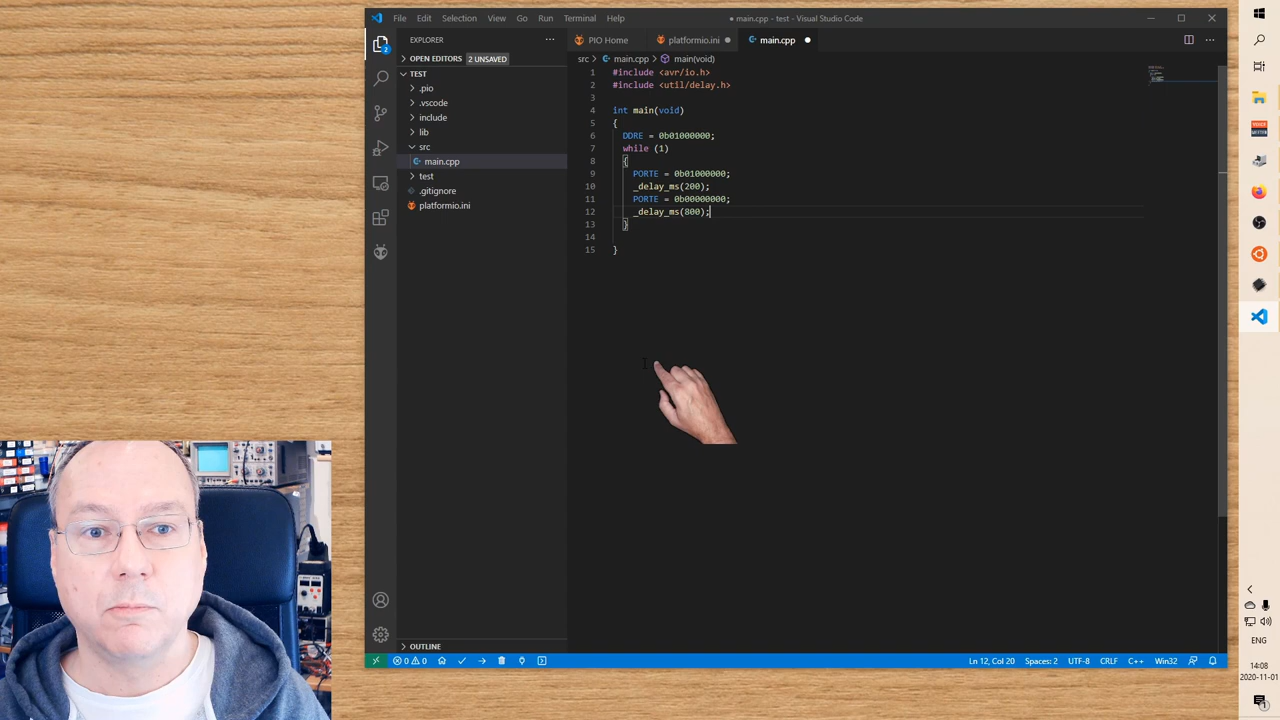 File Edit Selection View Go Run Terminal Help
● main.cpp - test - Visual Studio Code
EXPLORER
OPEN EDITORS 2 UNSAVED
TEST
.pio
.vscode
include
lib
src
main.cpp
test
.gitignore
platformio.ini
OUTLINE
2
PIO Home
platformio.ini
main.cpp
src > main.cpp > main(void)
1 #include <avr/io.h>
2 #include <util/delay.h>
3
4 int main(void)
5 {
6 DDRE = 0b01000000;
7 while (1)
8 {
9 PORTE = 0b01000000;
10 _delay_ms(200);
11 PORTE = 0b00000000;
12 _delay_ms(800);
13 }
14
15 }
0 0
Ln 12, Col 20 Spaces: 2 UTF-8 CRLF C++ Win32
ENG
14:08
2020-11-01